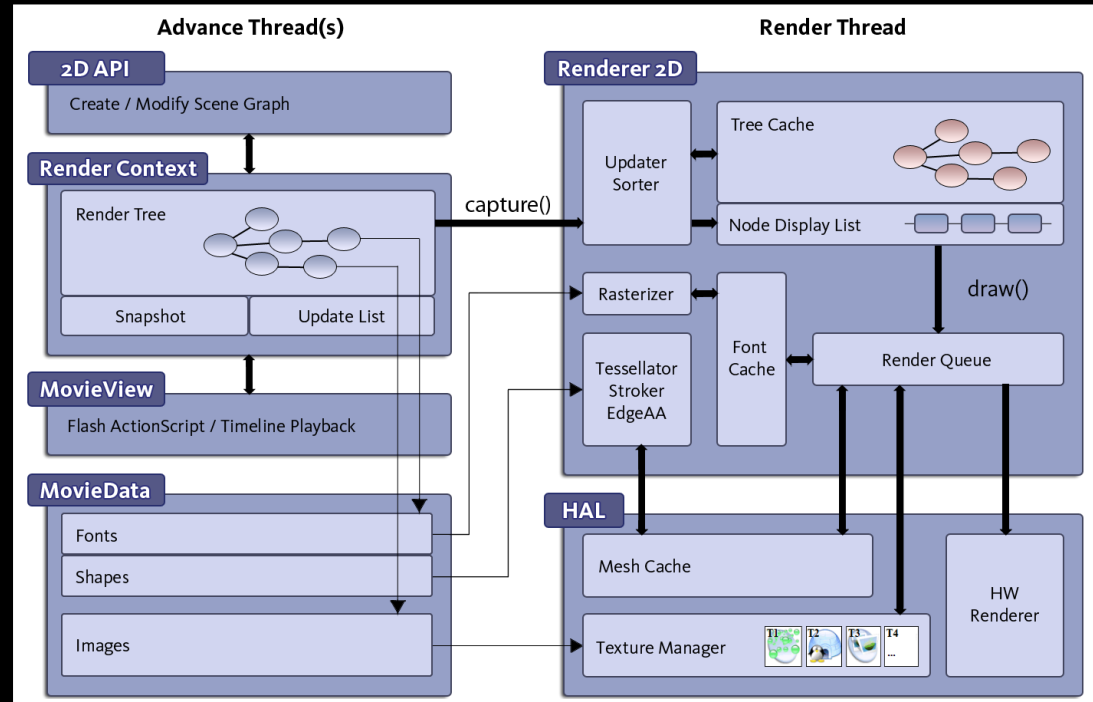 Advance Thread(s)
Render Thread
2D API
Create / Modify Scene Graph
Render Context
Render Tree
Snapshot
Update List
capture()
MovieView
Flash ActionScript / Timeline Playback
MovieData
Fonts
Shapes
Images
Renderer 2D
Updater
Sorter
Tree Cache
Node Display List
draw()
Rasterizer
Tessellator
Stroker
EdgeAA
Font
Cache
Render Queue
HAL
Mesh Cache
Texture Manager
T1
T2
T3
T4
...
HW
Renderer